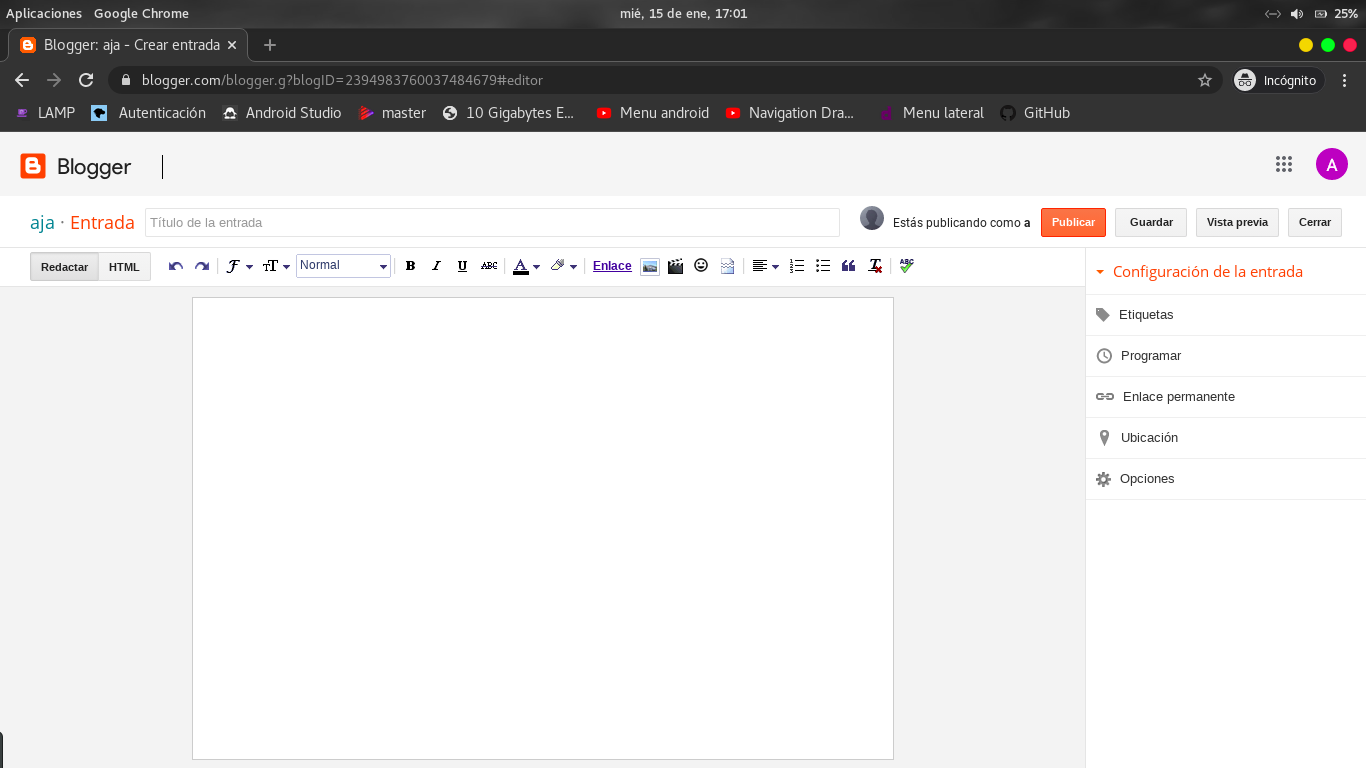 Aplicaciones Google Chrome mié, 15 de ene, 17:01 25%
Blogger: aja - Crear entrada
blogger.com/blogger.g?blogID=2394983760037484679#editor Incógnito
LAMP Autenticación Android Studio master 10 Gigabytes E... Menu android Navigation Dra... Menu lateral GitHub
Blogger A
aja · Entrada Título de la entrada Estás publicando como a Publicar Guardar Vista previa Cerrar
Redactar HTML Normal B I U ABC A Enlace ABC
Configuración de la entrada
Etiquetas
Programar
Enlace permanente
Ubicación
Opciones